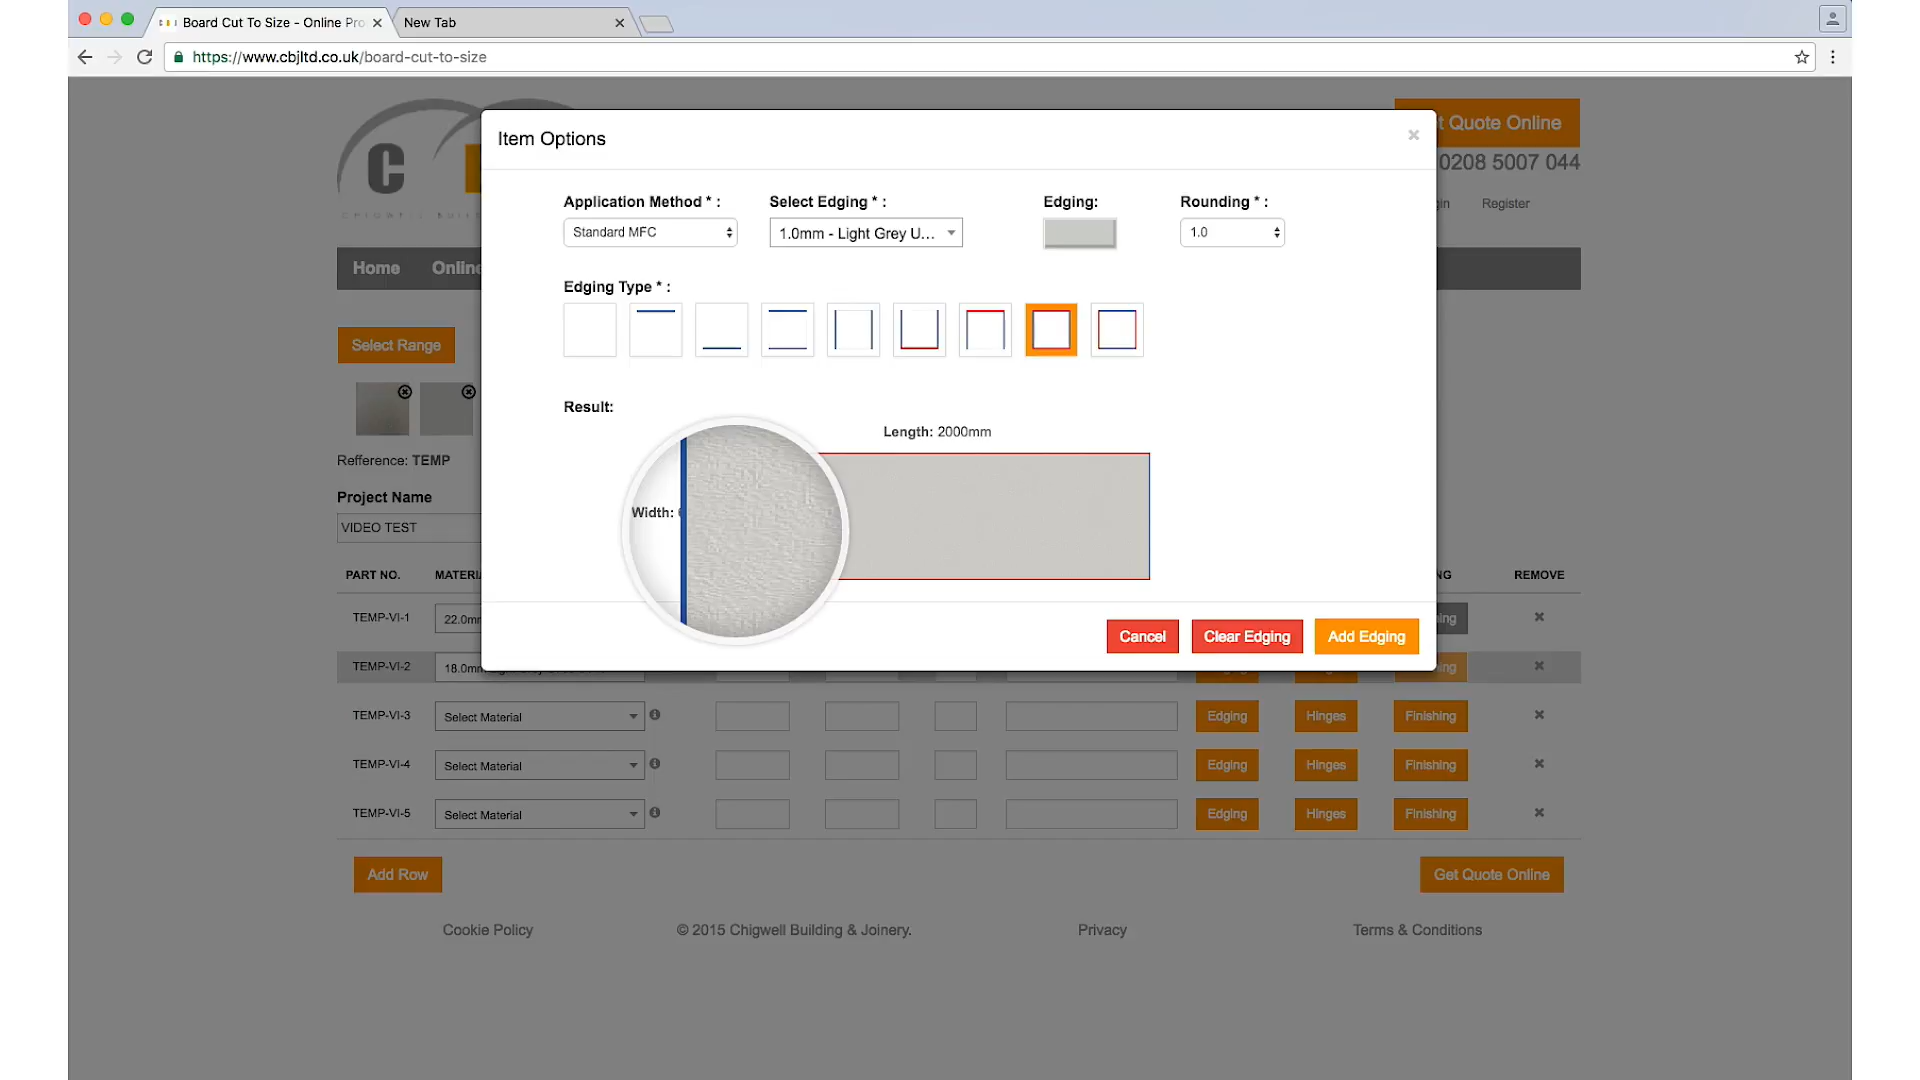 Board Cut To Size - Online Pro
New Tab
https://www.cbjltd.co.uk/board-cut-to-size
C
Item Options
Quote Online
0208 5007 044
Register
Home
Select Range
Refference: TEMP
Project Name
VIDEO TEST
Application Method * :
Select Edging * :
Edging:
Rounding * :
Standard MFC
1.0mm - Light Grey U...
1.0
Edging Type * :
Result:
Length: 2000mm
Width:
Cancel
Clear Edging
Add Edging
PART NO.
REMOVE
TEMP-VI-1
22.0mm
TEMP-VI-2
18.0mm
TEMP-VI-3
Select Material
Edging
Hinges
Finishing
TEMP-VI-4
Select Material
Edging
Hinges
Finishing
TEMP-VI-5
Select Material
Edging
Hinges
Finishing
Add Row
Get Quote Online
Cookie Policy
© 2015 Chigwell Building & Joinery.
Privacy
Terms & Conditions